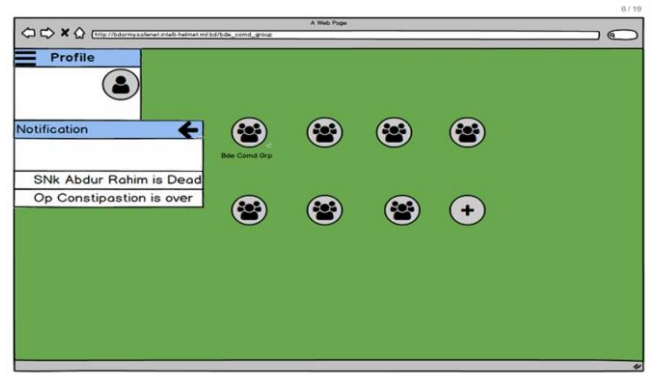 6 / 19
A Web Page
http://bdarmysafenet.intelli-helmet.mil.bd/bde_comd_group
Profile
Notification
Bde Comd Grp
SNk Abdur Rahim is Dead
Op Constipastion is over